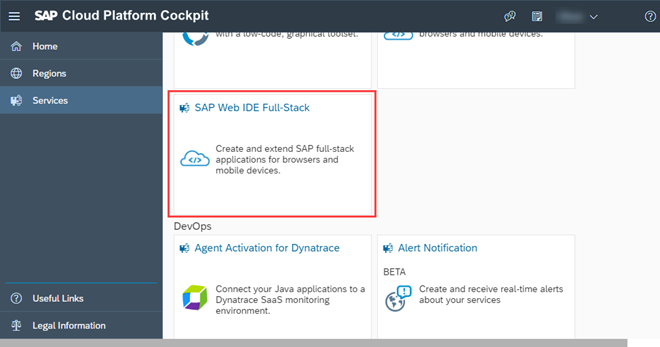 SAP Cloud Platform Cockpit
Home
Regions
Services
with a low-code, graphical toolset.
browsers and mobile devices.
SAP Web IDE Full-Stack
Create and extend SAP full-stack
applications for browsers and
mobile devices.
DevOps
Agent Activation for Dynatrace
Connect your Java applications to a
Dynatrace SaaS monitoring
environment.
Alert Notification
BETA
Create and receive real-time alerts
about your services
Useful Links
Legal Information